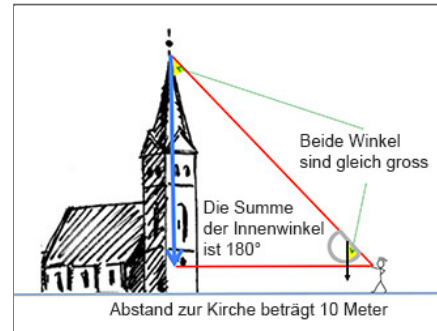 Beide Winkel
sind gleich gross
Die Summe
der Innenwinkel
ist 180°
Abstand zur Kirche beträgt 10 Meter